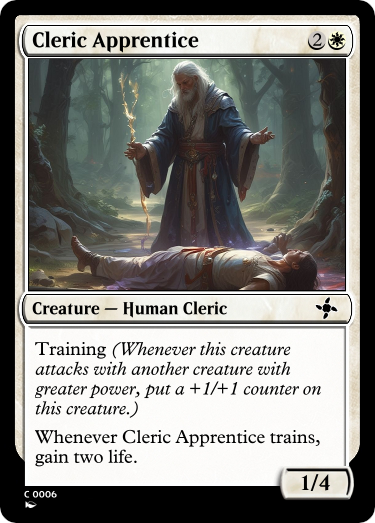 Cleric Apprentice 2
Creature — Human Cleric
Training (Whenever this creature
attacks with another creature with
greater power, put a +1/+1 counter on
this creature.)
Whenever Cleric Apprentice trains,
gain two life.
1/4
C 0006